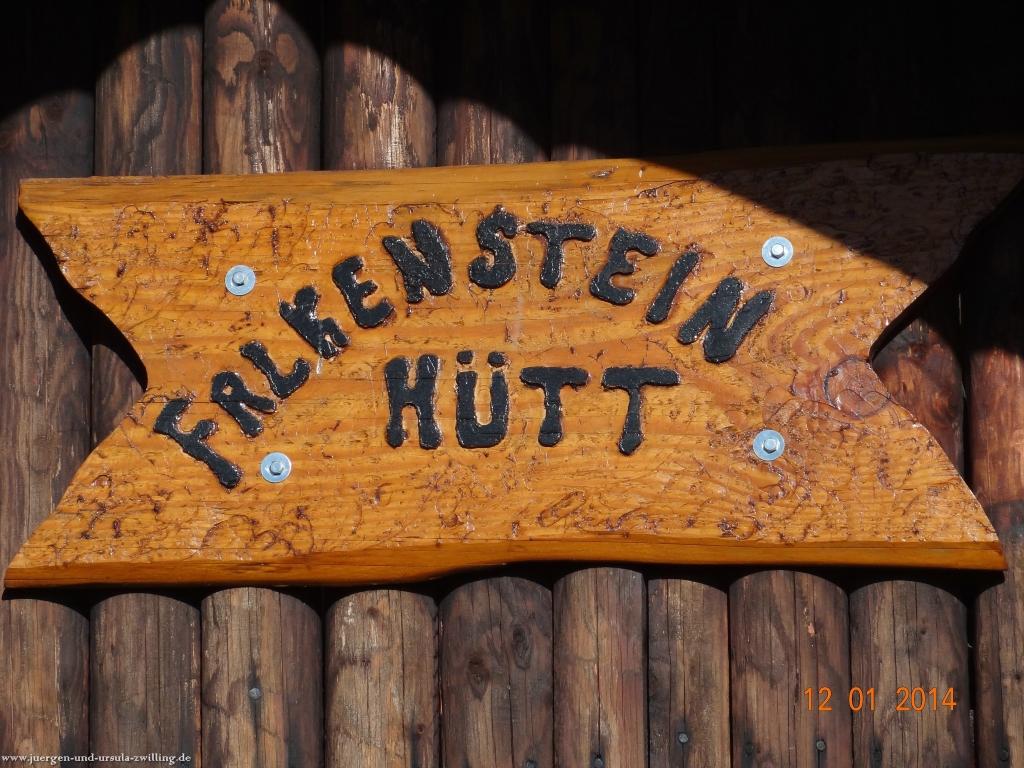 FALKENSTEIN
HÜTT
12 01 2014
www.juergen-und-ursula-zwilling.de